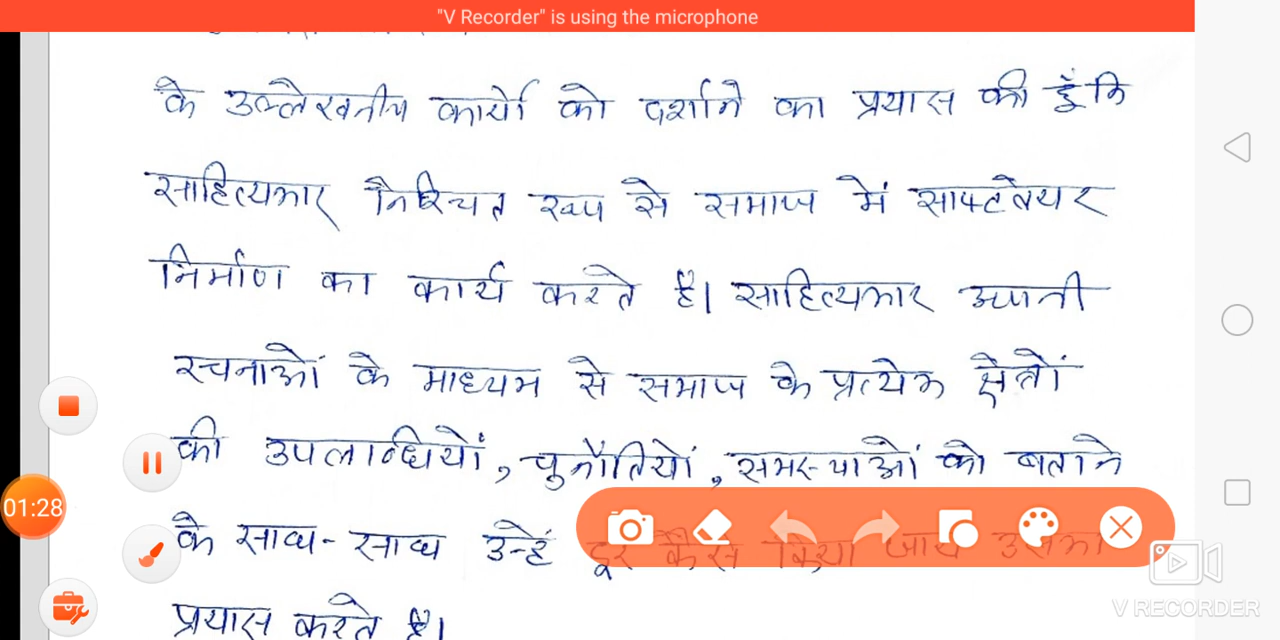 "V Recorder" is using the microphone
के उल्लेखनीय कार्यो को दर्शाने का प्रयास की हूँ कि
साहित्यकार निश्चित रूप से समाज में साफ्टवेयर
निर्माण का कार्य करते है। साहित्यकार अपनी
रचनाओं के माध्यम से समाज के प्रत्येक क्षेत्रों
की उपलब्धियों, चुनौतियों, समस्याओं को बताने
01:28
के साथ-साथ उन्हें दूर कैसे किया जाय उसका
प्रयास करते है।
V RECORDER